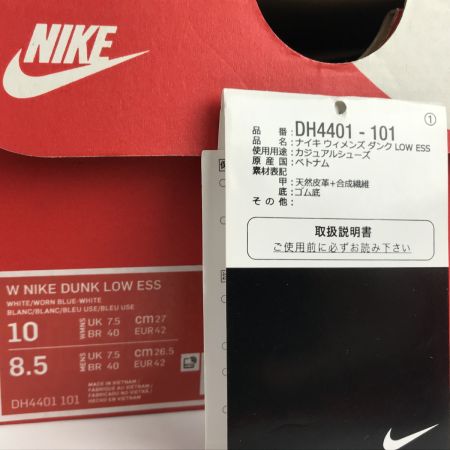 NIKE
①
品 番 : DH4401 - 101
品 名 : ナイキ ウィメンズ ダンク LOW ESS
使用用途 : カジュアルシューズ
原 産 国 : ベトナム
素材表記
甲 : 天然皮革+合成繊維
底 : ゴム底
そ の 他 :
取扱説明書
ご使用前に必ずお読み下さい
W NIKE DUNK LOW ESS
WHITE/WORN BLUE-WHITE
BLANC/BLANC/BLEU USE/BLEU USE
10 WMNS UK 7.5 cm 27
BR 40 EUR 42
8.5 MENS UK 7.5 cm 26.5
BR 40 EUR 42
MADE IN VIETNAM /
FABRIQUÉ AU VIETNAM /
HECHO EN VIETNAM
DH4401 101